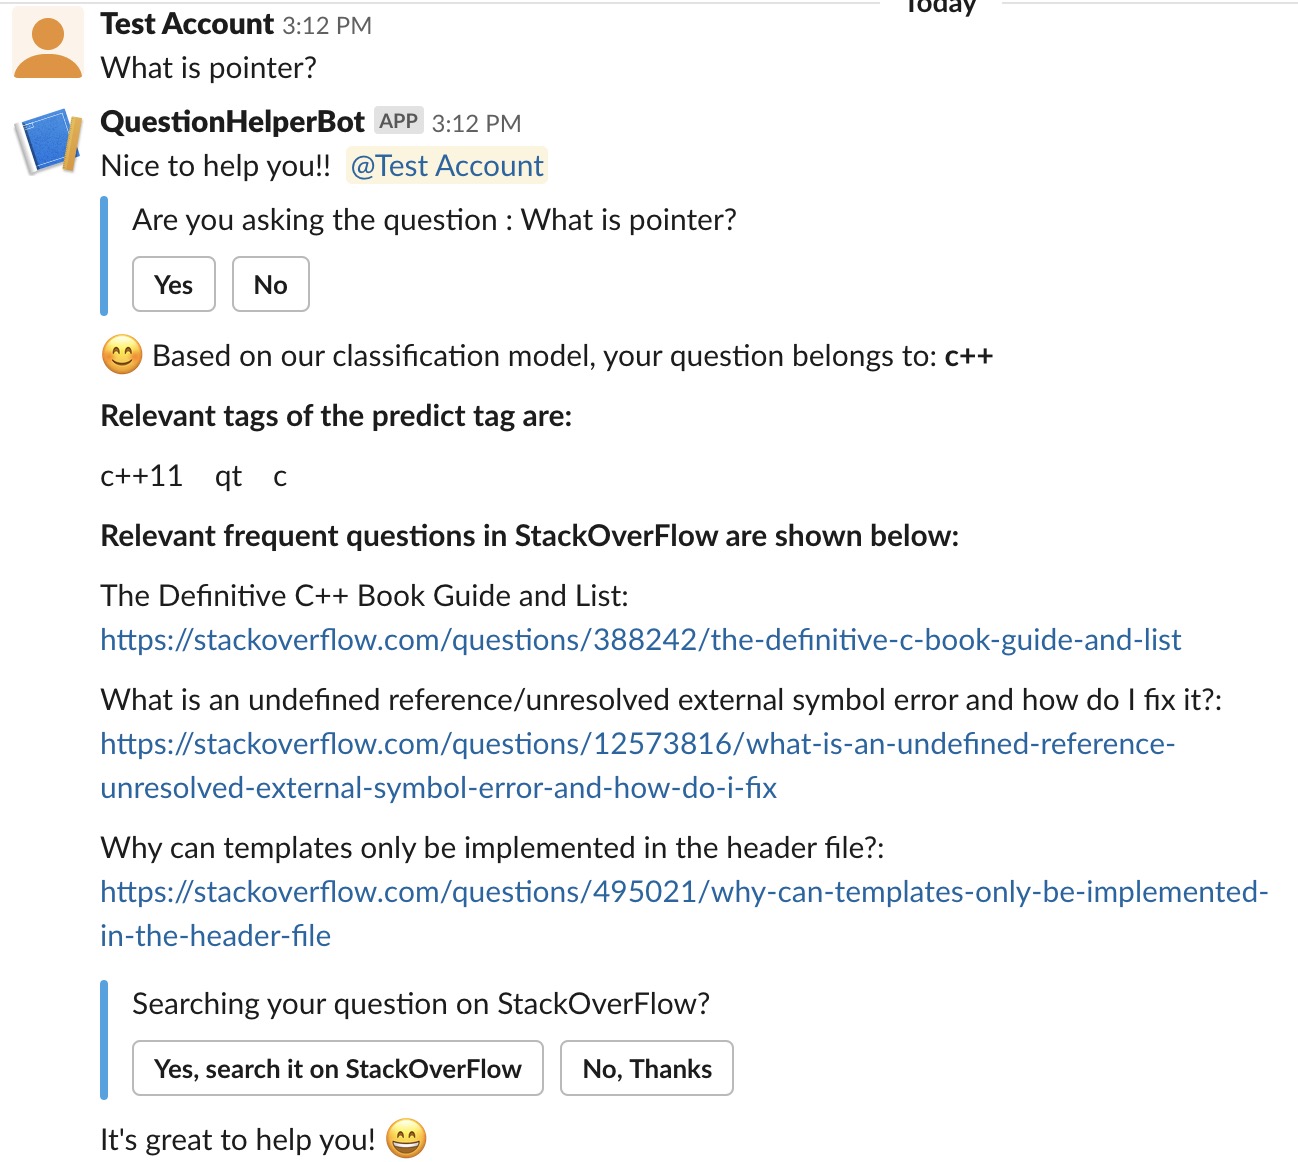 Today
Test Account 3:12 PM
What is pointer?
QuestionHelperBot APP 3:12 PM
Nice to help you!! @Test Account
Are you asking the question : What is pointer?
Yes No
Based on our classification model, your question belongs to: c++
Relevant tags of the predict tag are:
c++11 qt c
Relevant frequent questions in StackOverFlow are shown below:
The Definitive C++ Book Guide and List:
https://stackoverflow.com/questions/388242/the-definitive-c-book-guide-and-list
What is an undefined reference/unresolved external symbol error and how do I fix it?:
https://stackoverflow.com/questions/12573816/what-is-an-undefined-reference-
unresolved-external-symbol-error-and-how-do-i-fix
Why can templates only be implemented in the header file?:
https://stackoverflow.com/questions/495021/why-can-templates-only-be-implemented-
in-the-header-file
Searching your question on StackOverFlow?
Yes, search it on StackOverFlow No, Thanks
It's great to help you!